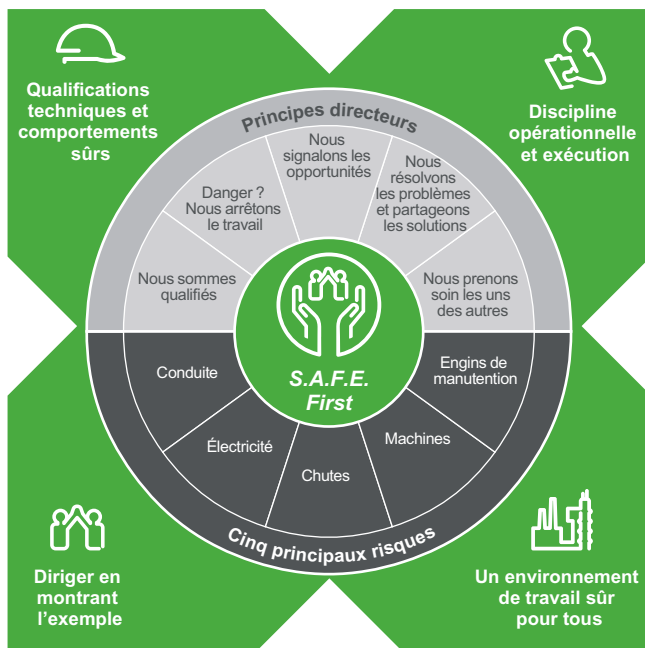 Qualifications
techniques et
comportements
sûrs
Discipline
opérationnelle
et exécution
Principes directeurs
Nous sommes
qualifiés
Danger ?
Nous arrêtons
le travail
Nous
signalons les
opportunités
Nous
résolvons
les problèmes
et partageons
les solutions
Nous prenons
soin les uns
des autres
S.A.F.E.
First
Conduite
Électricité
Chutes
Machines
Engins de
manutention
Cinq principaux risques
Diriger en
montrant
l'exemple
Un environnement
de travail sûr
pour tous